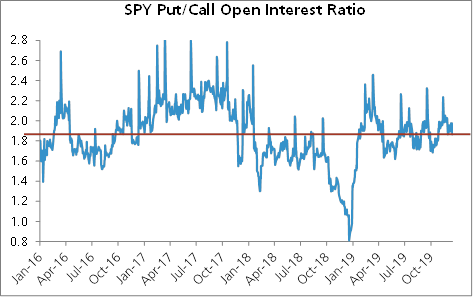 SPY Put/Call Open Interest Ratio
2.8
2.6
2.4
2.2
2.0
1.8
1.6
1.4
1.2
1.0
0.8
Jan-16
Apr-16
Jul-16
Oct-16
Jan-17
Apr-17
Jul-17
Oct-17
Jan-18
Apr-18
Jul-18
Oct-18
Jan-19
Apr-19
Jul-19
Oct-19